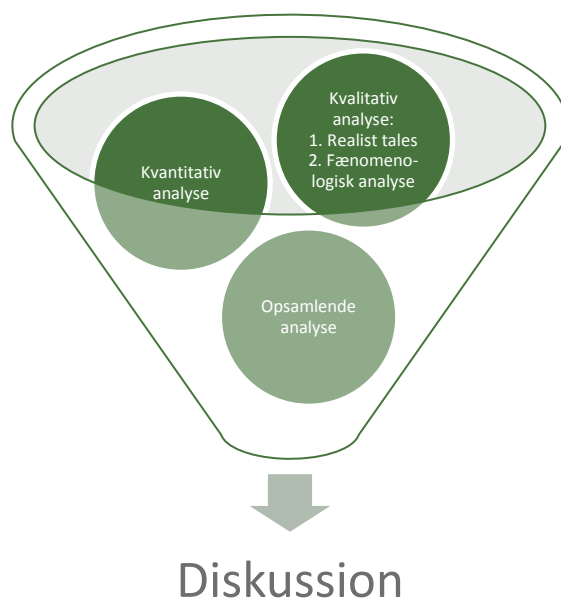 Kvantitativ
analyse
Kvalitativ
analyse:
1. Realist tales
2. Fænomeno-
logisk analyse
Opsamlende
analyse
Diskussion